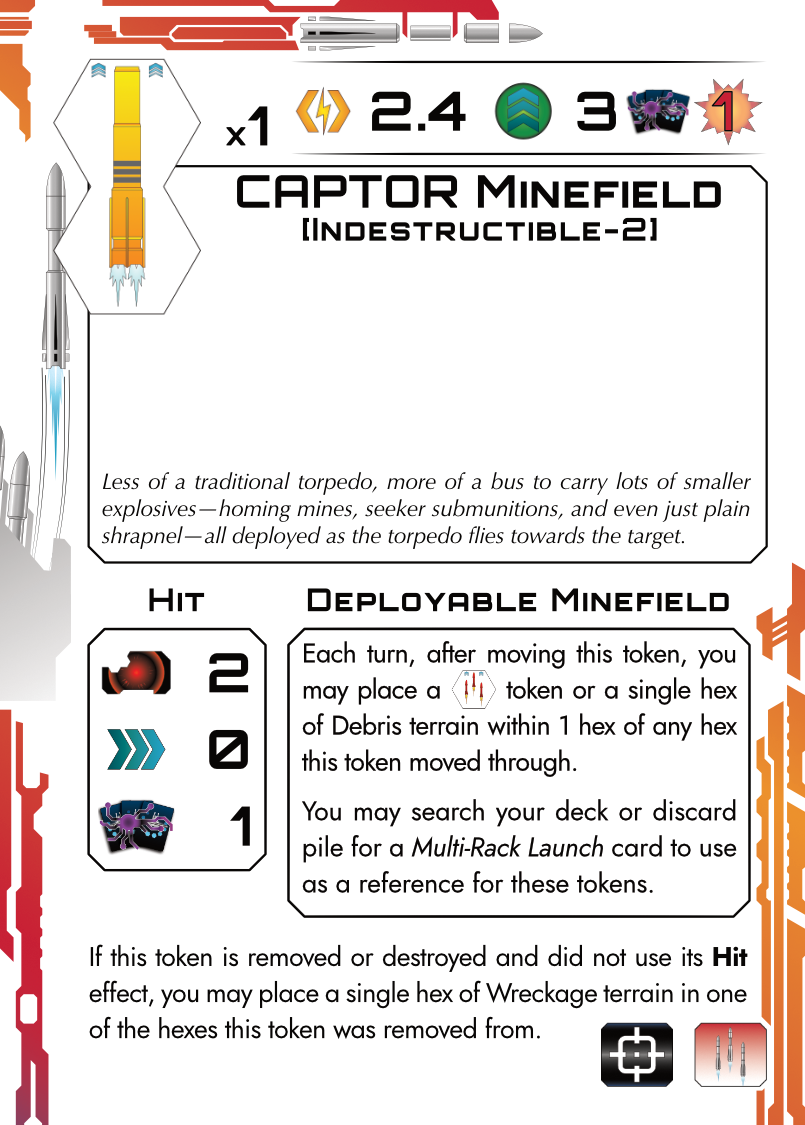 x1 2.4 3 1
CAPTOR Minefield
[Indestructible-2]
Less of a traditional torpedo, more of a bus to carry lots of smaller
explosives—homing mines, seeker submunitions, and even just plain
shrapnel—all deployed as the torpedo flies towards the target.
Hit
2
0
1
Deployable Minefield
Each turn, after moving this token, you
may place a token or a single hex
of Debris terrain within 1 hex of any hex
this token moved through.
You may search your deck or discard
pile for a Multi-Rack Launch card to use
as a reference for these tokens.
If this token is removed or destroyed and did not use its Hit
effect, you may place a single hex of Wreckage terrain in one
of the hexes this token was removed from.